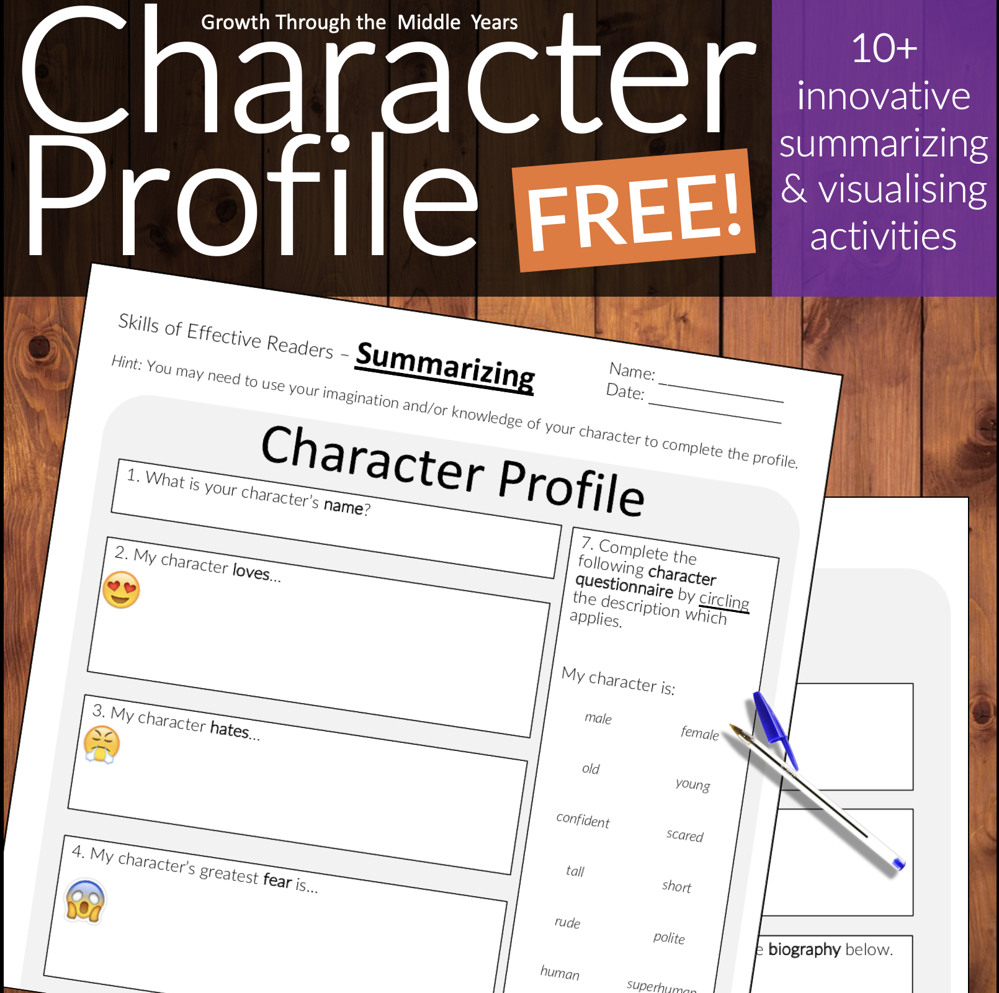 Growth Through the Middle Years
Character
Profile
FREE!
10+
innovative
summarizing
& visualising
activities
Skills of Effective Readers – Summarizing
Name: _______________
Date: _______________
Hint: You may need to use your imagination and/or knowledge of your character to complete the profile.
Character Profile
1. What is your character’s name?
2. My character loves...
3. My character hates...
4. My character’s greatest fear is...
7. Complete the
following character
questionnaire by circling
the description which
applies.
My character is:
male female
old young
confident scared
tall short
rude polite
human superhuman
biography below.